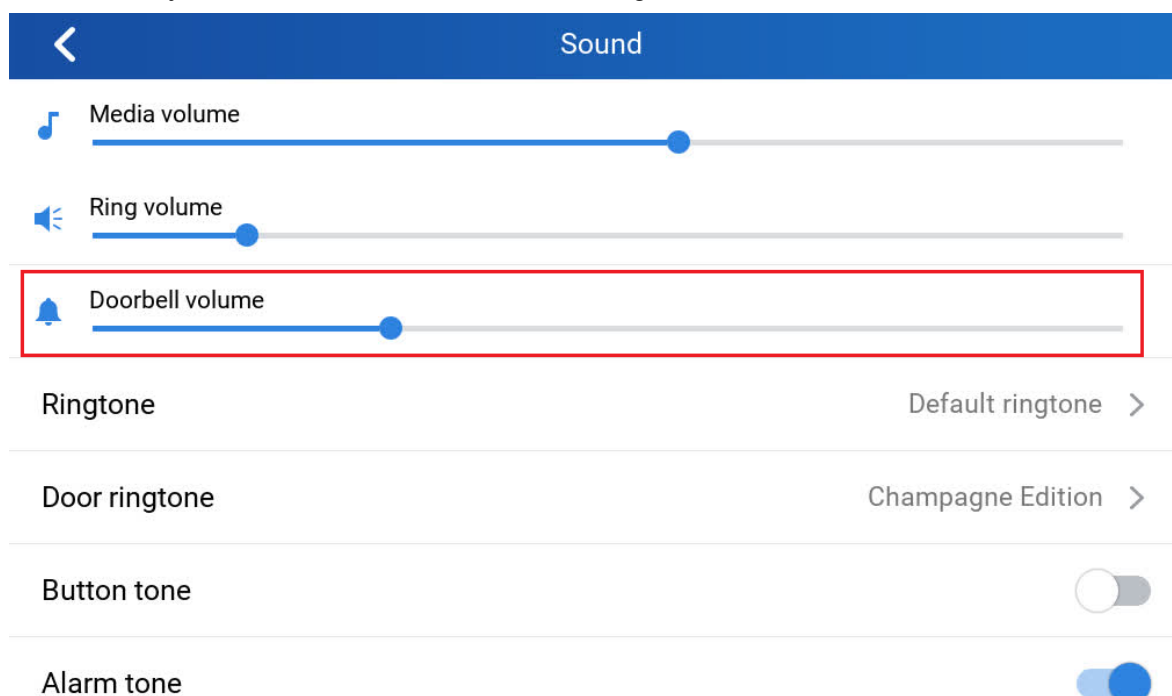 Sound
Media volume
Ring volume
Doorbell volume
Ringtone Default ringtone
Door ringtone Champagne Edition
Button tone
Alarm tone